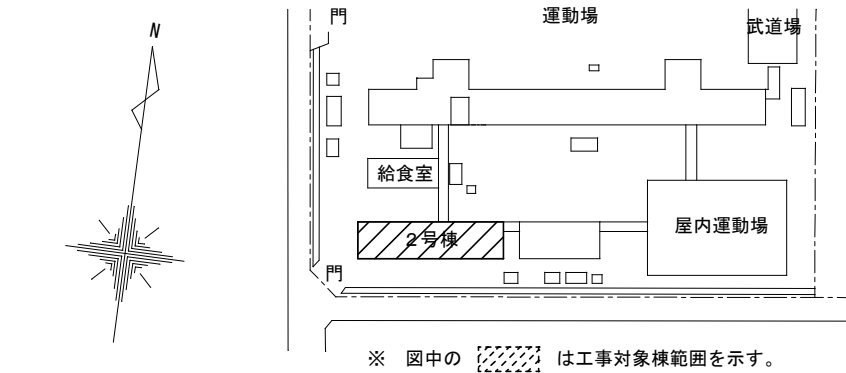 N
門
運動場
武道場
給食室
2号棟
屋内運動場
門
※ 図中の は工事対象棟範囲を示す。